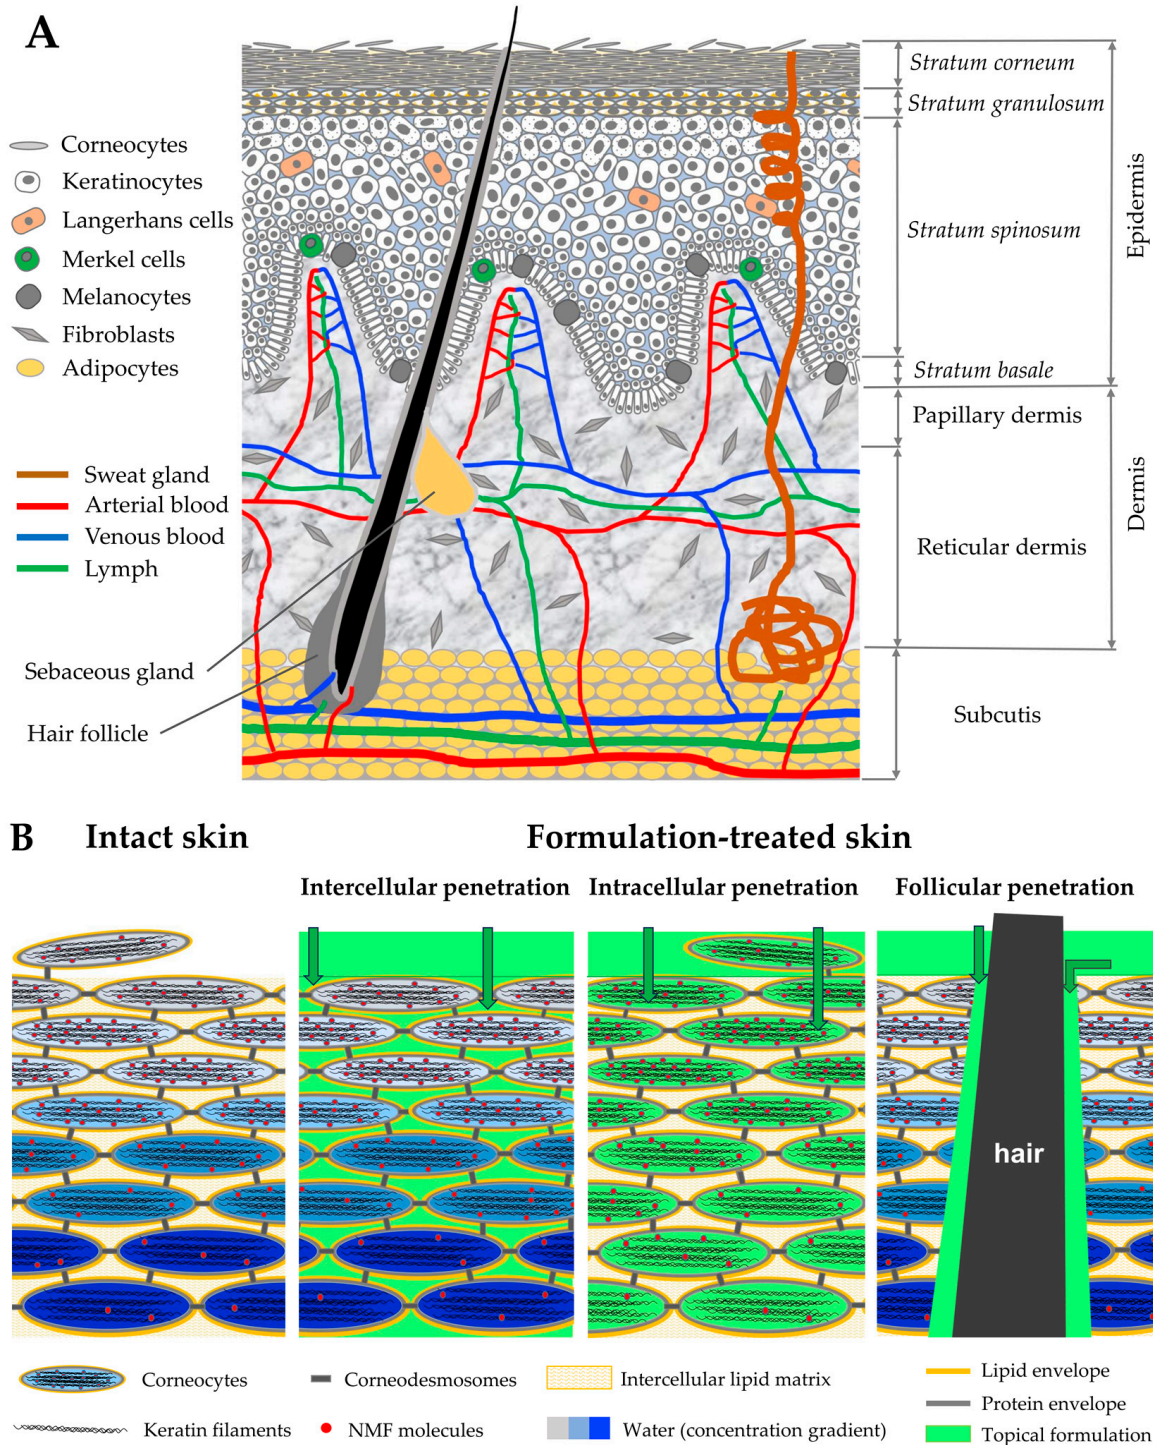 A
Stratum corneum
Stratum granulosum
Stratum spinosum
Stratum basale
Epidermis
Papillary dermis
Reticular dermis
Dermis
Subcutis
Corneocytes
Keratinocytes
Langerhans cells
Merkel cells
Melanocytes
Fibroblasts
Adipocytes
Sweat gland
Arterial blood
Venous blood
Lymph
Sebaceous gland
Hair follicle
B
Intact skin
Formulation-treated skin
Intercellular penetration
Intracellular penetration
Follicular penetration
hair
Corneocytes
Corneodesmosomes
Intercellular lipid matrix
Lipid envelope
Protein envelope
Keratin filaments
NMF molecules
Water (concentration gradient)
Topical formulation